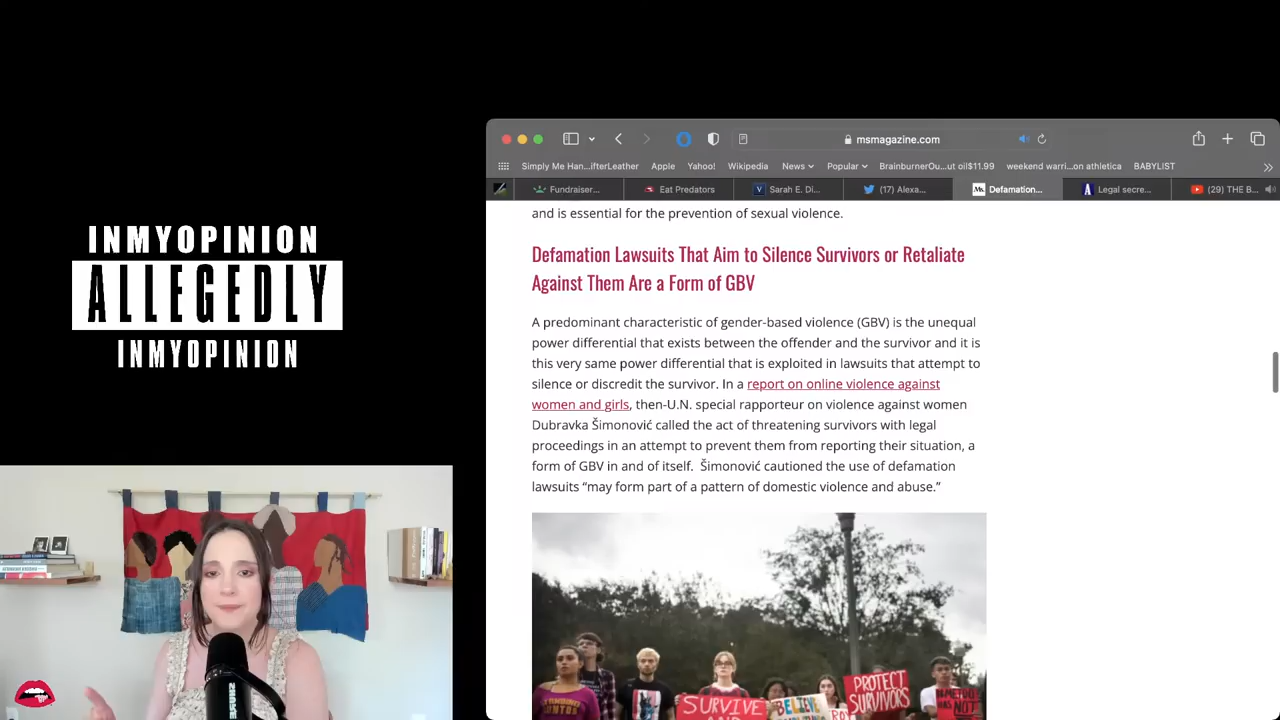 INMYOPINION
ALLEGEDLY
INMYOPINION
msmagazine.com
Simply Me Han...ifterLeather Apple Yahoo! Wikipedia News Popular BrainburnerOu...ut oil$11.99 weekend warri...on athletica BABYLIST
Fundraiser... Eat Predators Sarah E. Di... (17) Alexa... Defamation... Legal secre... (29) THE B...
and is essential for the prevention of sexual violence.
Defamation Lawsuits That Aim to Silence Survivors or Retaliate
Against Them Are a Form of GBV
A predominant characteristic of gender-based violence (GBV) is the unequal
power differential that exists between the offender and the survivor and it is
this very same power differential that is exploited in lawsuits that attempt to
silence or discredit the survivor. In a report on online violence against
women and girls, then-U.N. special rapporteur on violence against women
Dubravka Šimonović called the act of threatening survivors with legal
proceedings in an attempt to prevent them from reporting their situation, a
form of GBV in and of itself.  Šimonović cautioned the use of defamation
lawsuits “may form part of a pattern of domestic violence and abuse.”
SURVIVE
AND
BELIEVE
PROTECT
SURVIVORS
#METOO
HAS NOT
SHURE